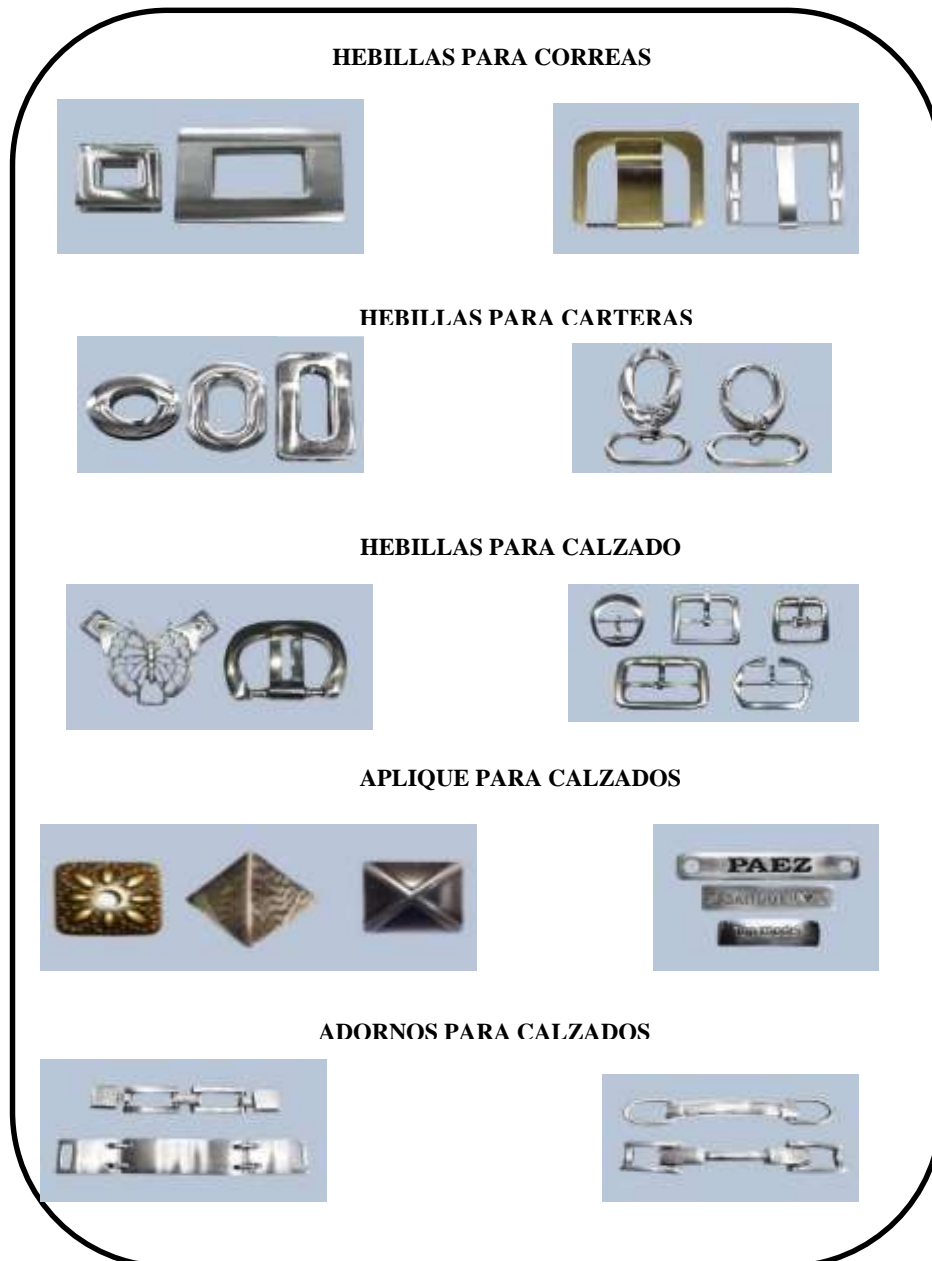 HEBILLAS PARA CORREAS
HEBILLAS PARA CARTERAS
HEBILLAS PARA CALZADO
APLIQUE PARA CALZADOS
PAEZ
ADORNOS PARA CALZADOS